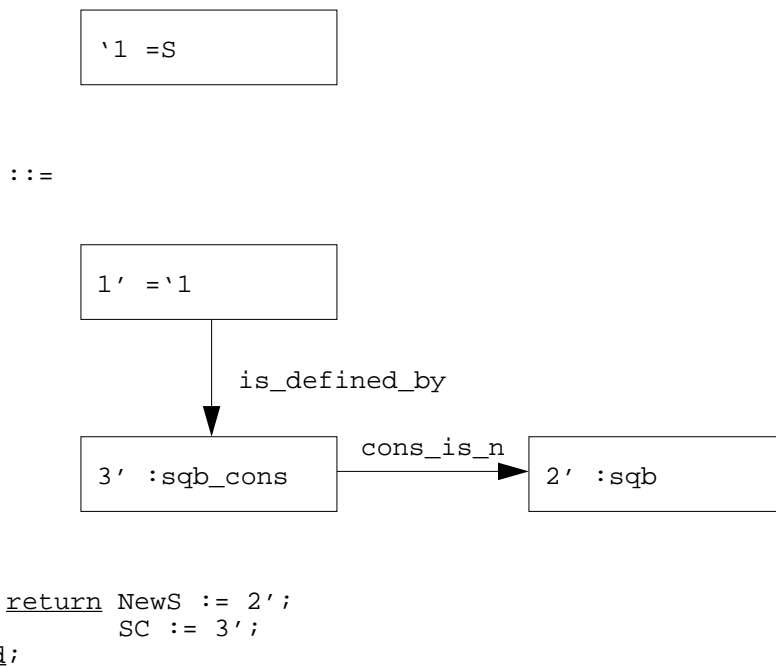 ‘1 =S
::=
1’ =‘1
is_defined_by
3’ :sqb_cons
cons_is_n
2’ :sqb
return NewS := 2’;
SC := 3’;